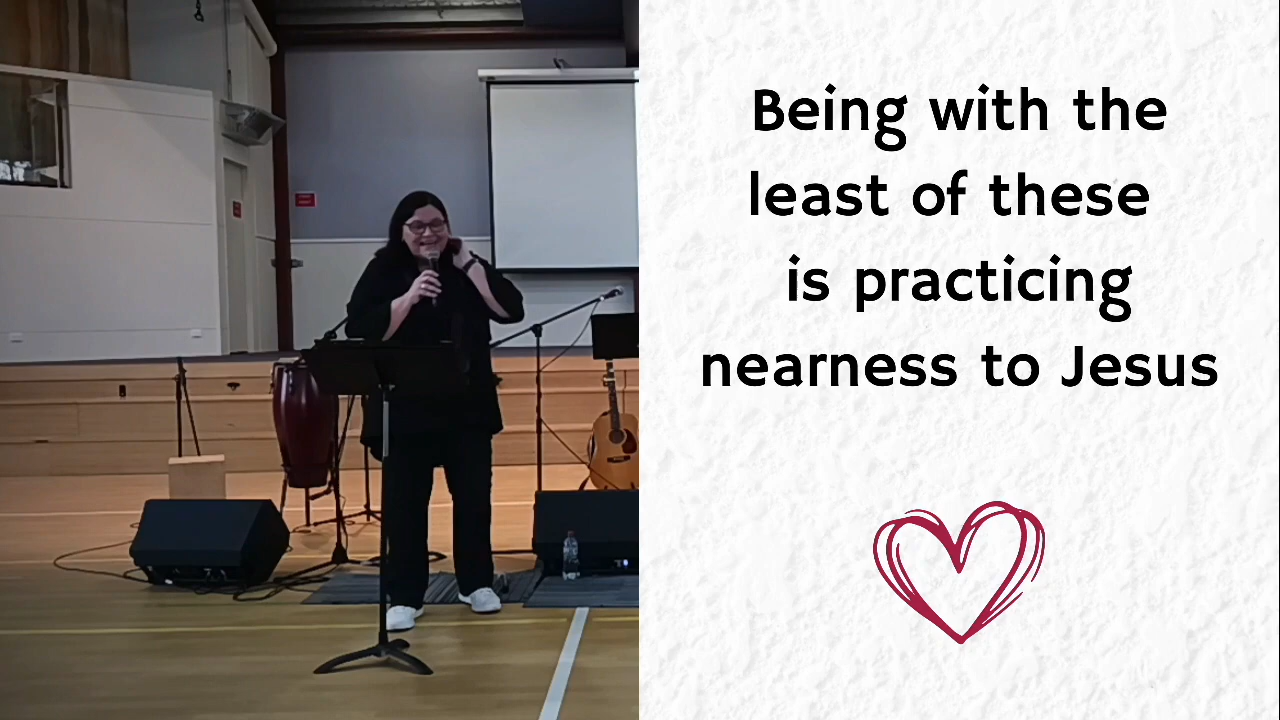 Being with the
least of these
is practicing
nearness to Jesus